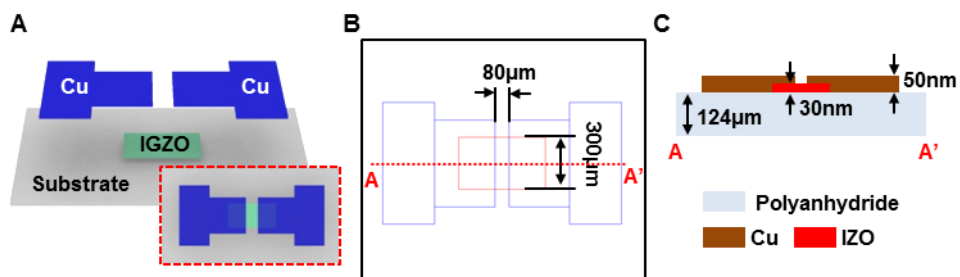 A
Cu
Cu
IGZO
Substrate
B
80μm
300μm
A
A'
C
50nm
30nm
124μm
A
A'
Polyanhydride
Cu
IZO